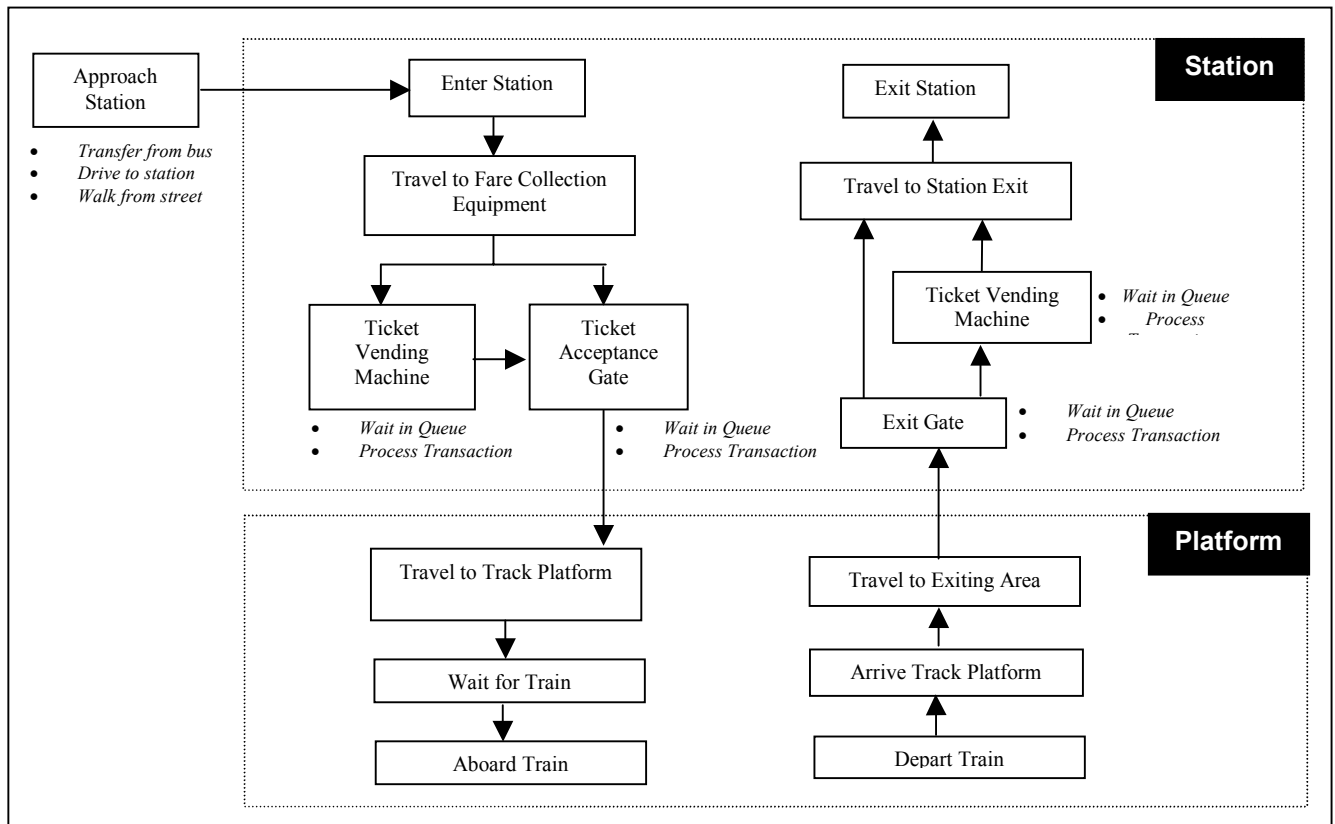 Station
Approach
Station
Enter Station
Exit Station
• Transfer from bus
• Drive to station
• Walk from street
Travel to Fare Collection
Equipment
Travel to Station Exit
Ticket
Vending
Machine
Ticket
Acceptance
Gate
Ticket Vending
Machine
• Wait in Queue
• Process
• Wait in Queue
• Process Transaction
• Wait in Queue
• Process Transaction
Exit Gate
• Wait in Queue
• Process Transaction
Platform
Travel to Track Platform
Travel to Exiting Area
Wait for Train
Arrive Track Platform
Aboard Train
Depart Train